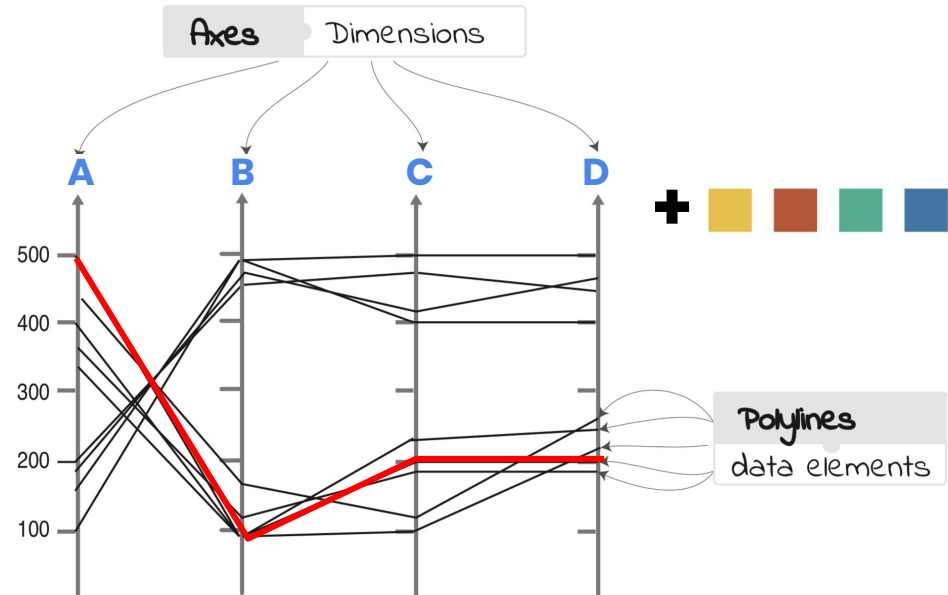 Axes Dimensions
A B C D
500
400
300
200
100
Polylines
data elements